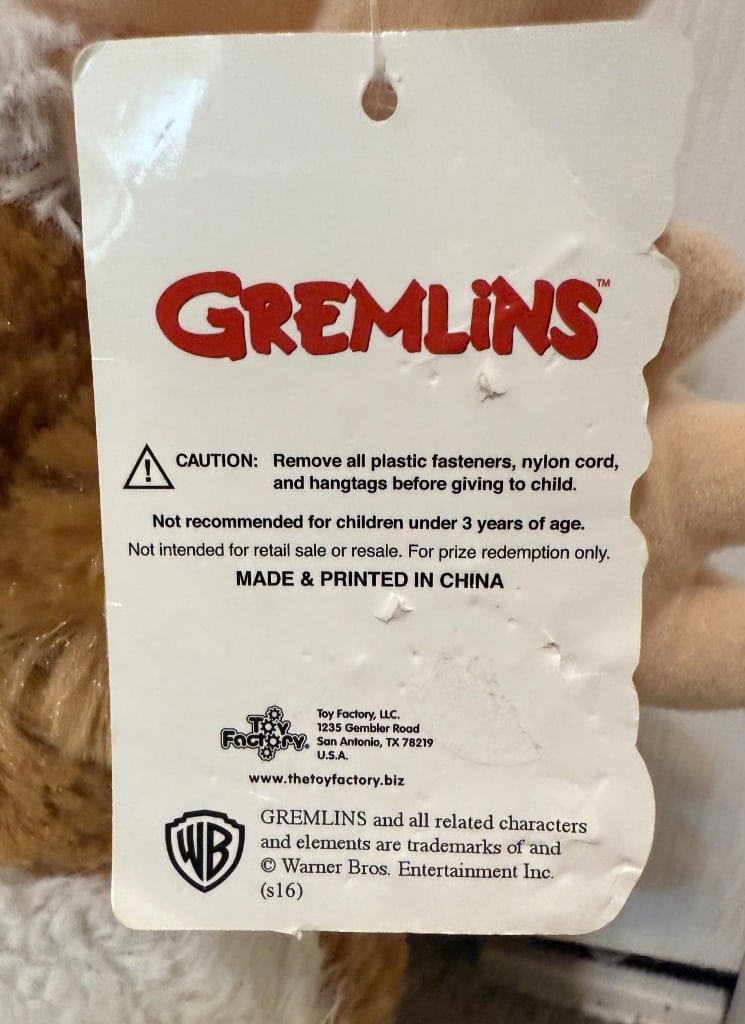 GREMLiNS™
CAUTION: Remove all plastic fasteners, nylon cord,
and hangtags before giving to child.
Not recommended for children under 3 years of age.
Not intended for retail sale or resale. For prize redemption only.
MADE & PRINTED IN CHINA
Toy
Factory®
Toy Factory, LLC.
1235 Gembler Road
San Antonio, TX 78219
U.S.A.
www.thetoyfactory.biz
WB
GREMLINS and all related characters
and elements are trademarks of and
© Warner Bros. Entertainment Inc.
(s16)